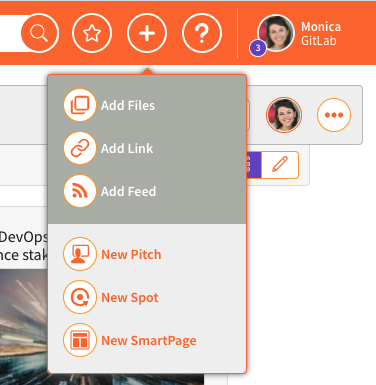 ?
Monica
GitLab
3
Add Files
Add Link
Add Feed
DevOps
nce stak
New Pitch
New Spot
New SmartPage